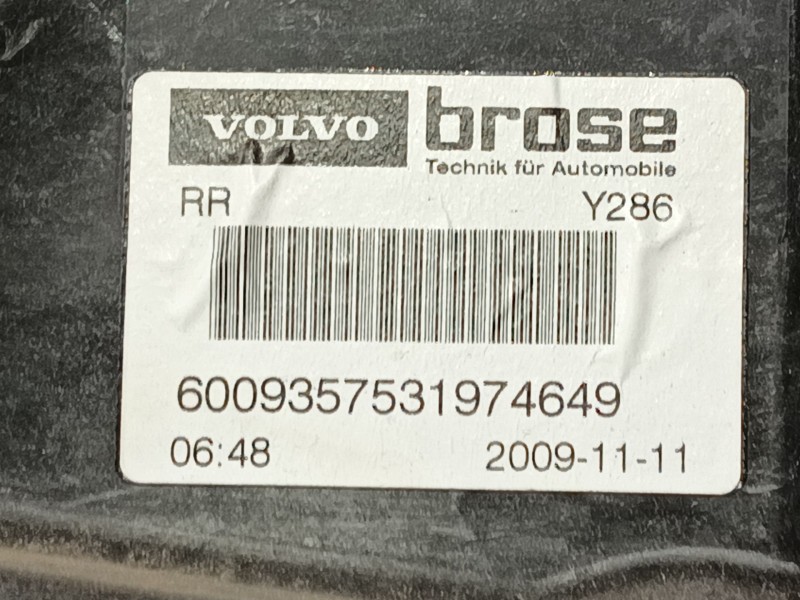 VOLVO brose
Technik für Automobile
RR Y286
6009357531974649
06:48 2009-11-11